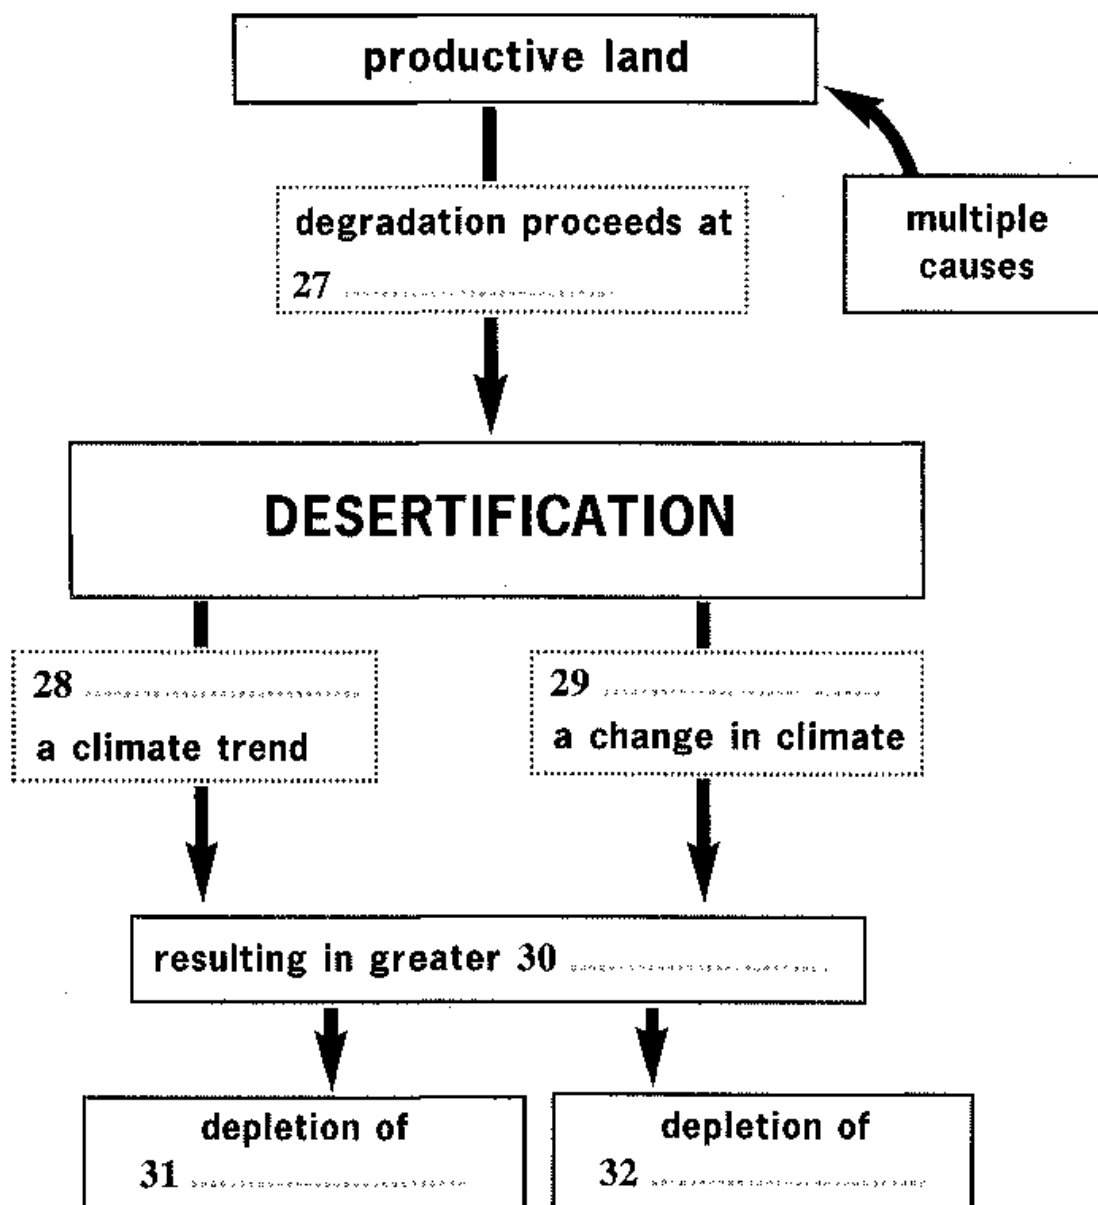 productive land
multiple
causes
degradation proceeds at
27 ....................
DESERTIFICATION
28 ....................
a climate trend
29 ....................
a change in climate
resulting in greater 30 ....................
depletion of
31 ....................
depletion of
32 ....................